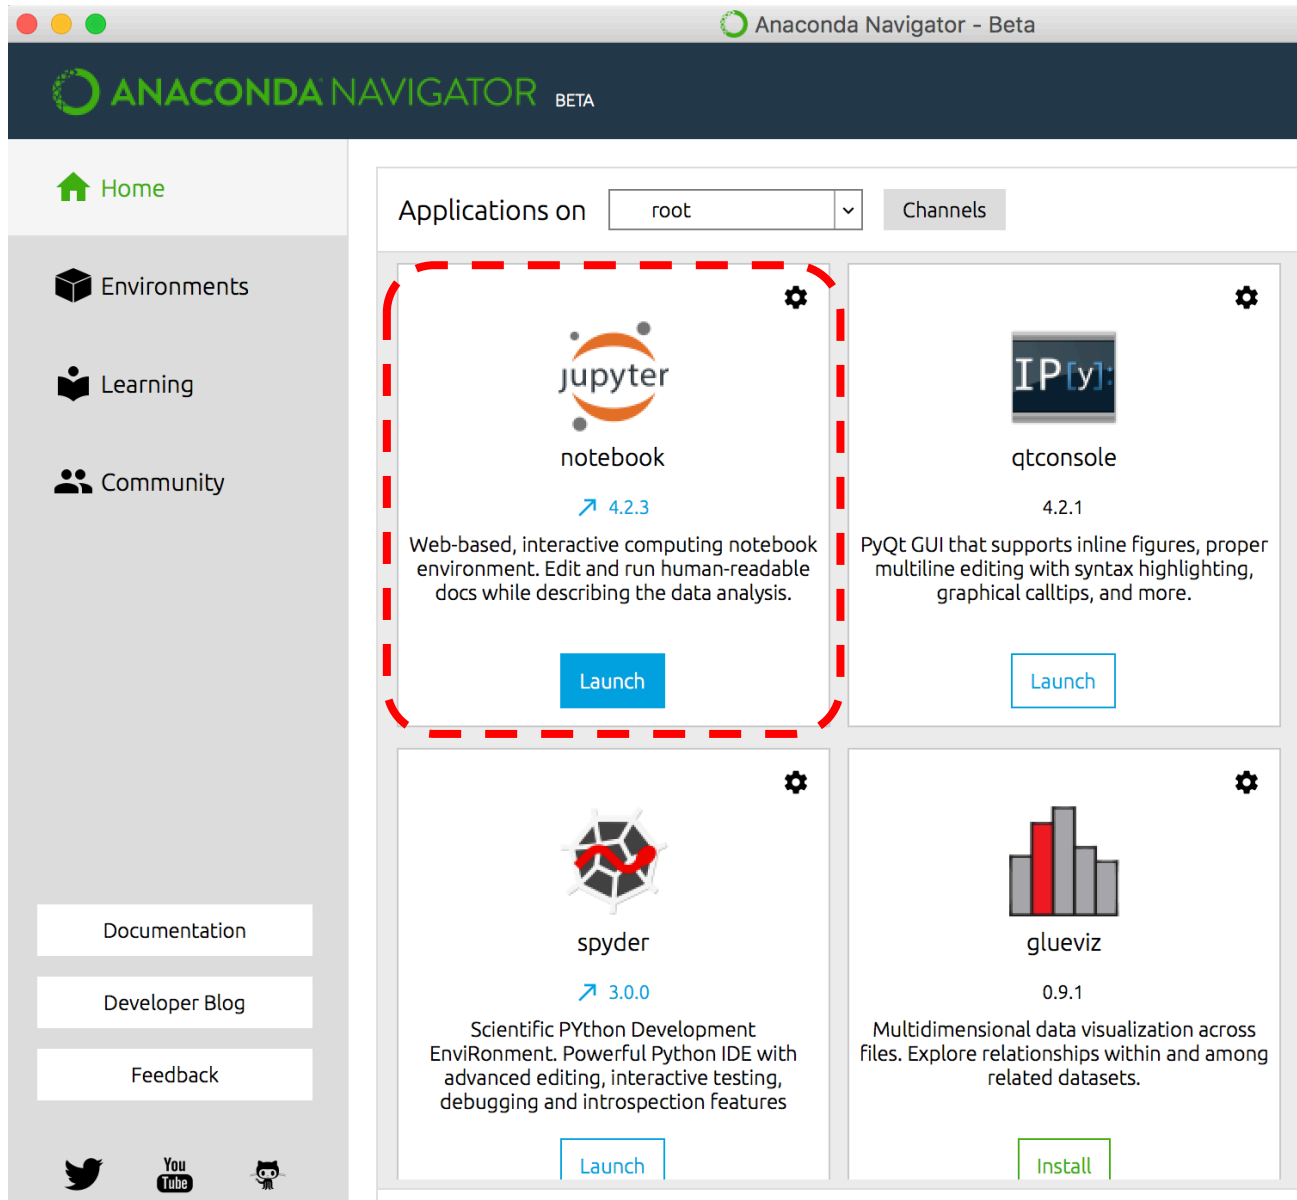 Anaconda Navigator - Beta
ANACONDA NAVIGATOR BETA
Home
Environments
Learning
Community
Documentation
Developer Blog
Feedback
You
Tube
Applications on root Channels
jupyter
notebook
4.2.3
Web-based, interactive computing notebook
environment. Edit and run human-readable
docs while describing the data analysis.
Launch
IP[y]:
qtconsole
4.2.1
PyQt GUI that supports inline figures, proper
multiline editing with syntax highlighting,
graphical calltips, and more.
Launch
spyder
3.0.0
Scientific PYthon Development
EnviRonment. Powerful Python IDE with
advanced editing, interactive testing,
debugging and introspection features
Launch
glueviz
0.9.1
Multidimensional data visualization across
files. Explore relationships within and among
related datasets.
Install